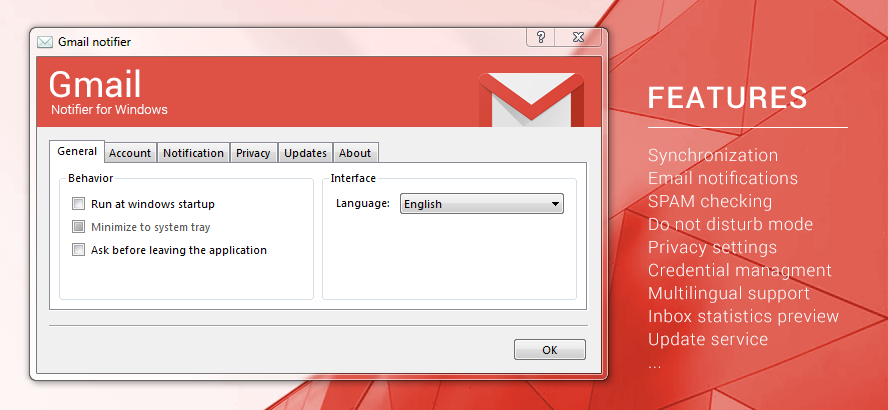 Gmail notifier
Gmail
Notifier for Windows
General Account Notification Privacy Updates About
Behavior
Run at windows startup
Minimize to system tray
Ask before leaving the application
Interface
Language: English
OK
FEATURES
Synchronization
Email notifications
SPAM checking
Do not disturb mode
Privacy settings
Credential managment
Multilingual support
Inbox statistics preview
Update service
...